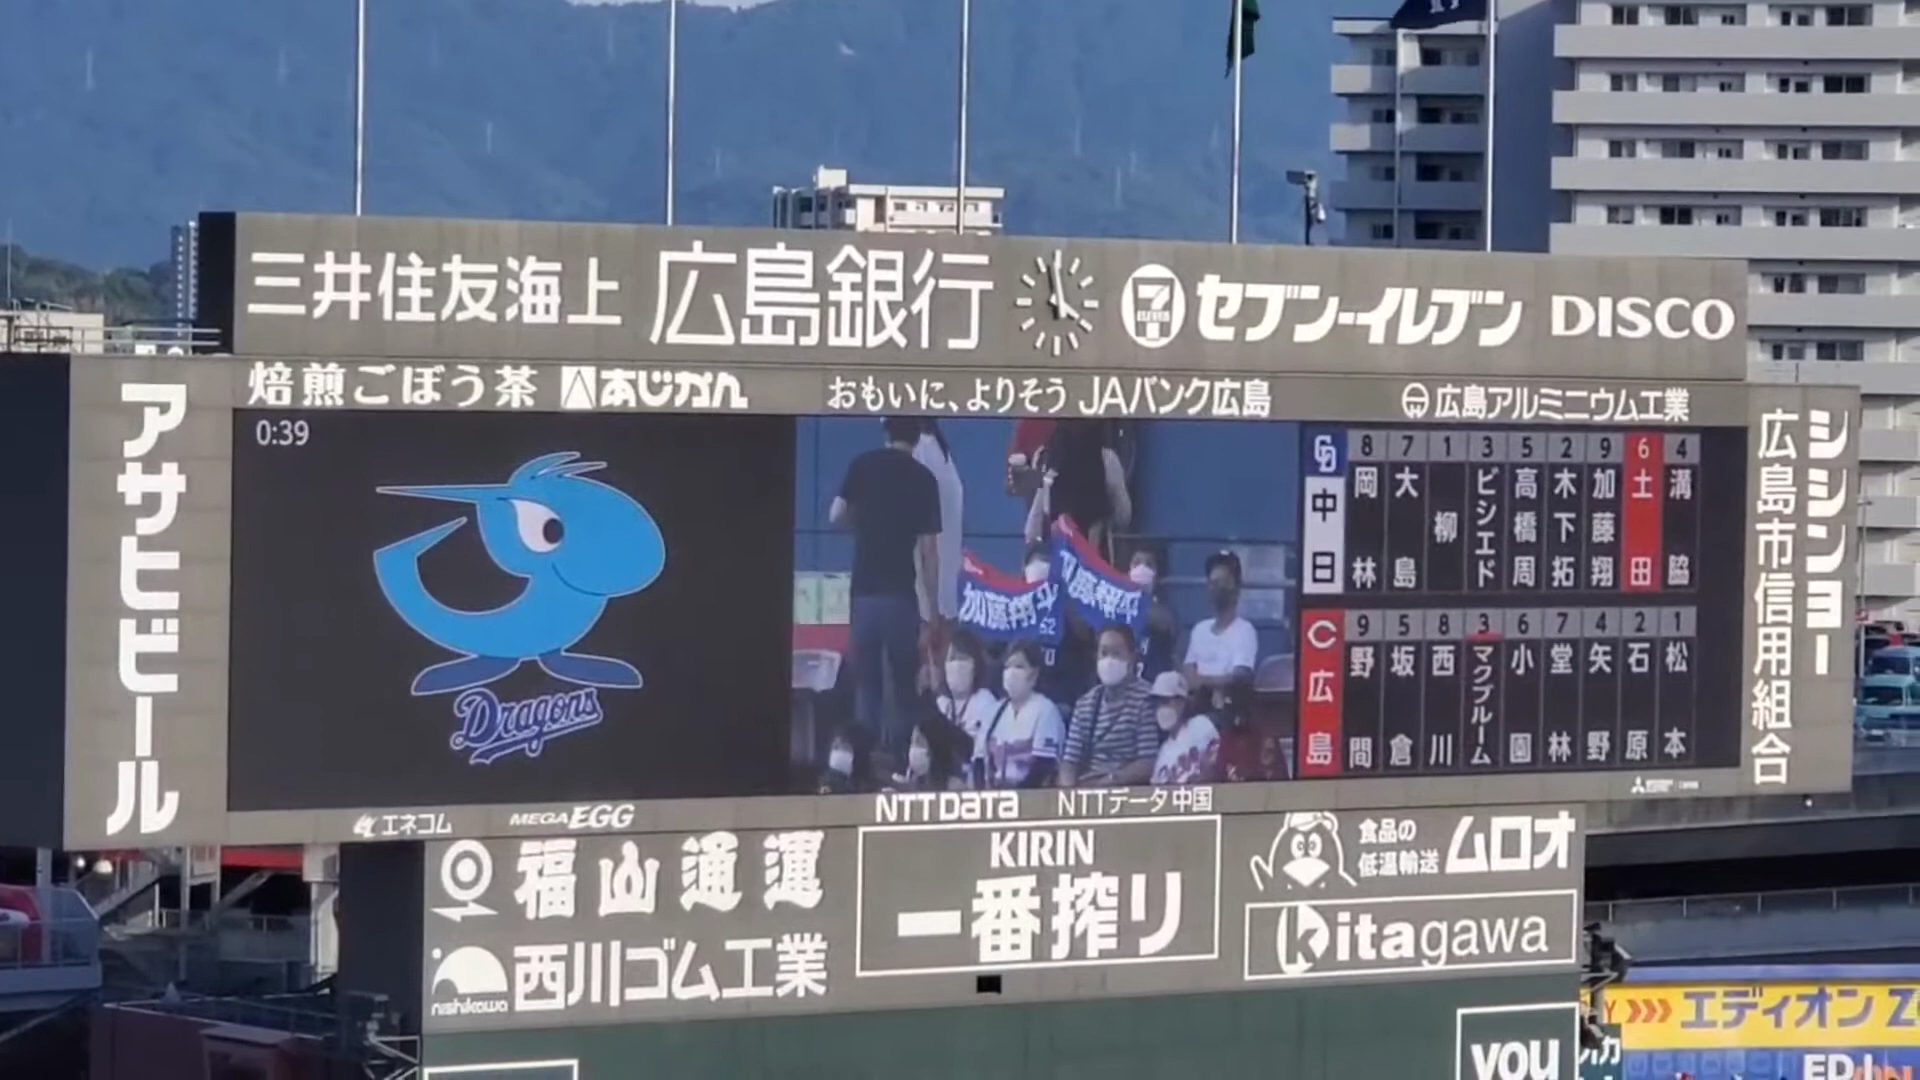 三井住友海上 広島銀行 7 ELEVEN セブン-イレブン DISCO
焙煎ごぼう茶 あじかん おもいに、よりそう JAバンク広島 広島アルミニウム工業
アサヒビール
0:39
Dragons
加藤翔平
52
加藤翔平
CD 8 7 1 3 5 2 9 6 4
中日 岡林 大島 柳 ビシエド 高橋周 木下拓 加藤翔 土田 溝脇
C 9 5 8 3 6 7 4 2 1
広島 野間 坂倉 西川 マクブルーム 小園 堂林 矢野 石原 松本
シシンヨー
広島市信用組合
エネコム MEGA EGG NTT DATA NTTデータ中国
福山通運
KIRIN
一番搾り
食品の
低温輸送 ムロオ
nishikawa 西川ゴム工業
kitagawa
エディオン
you